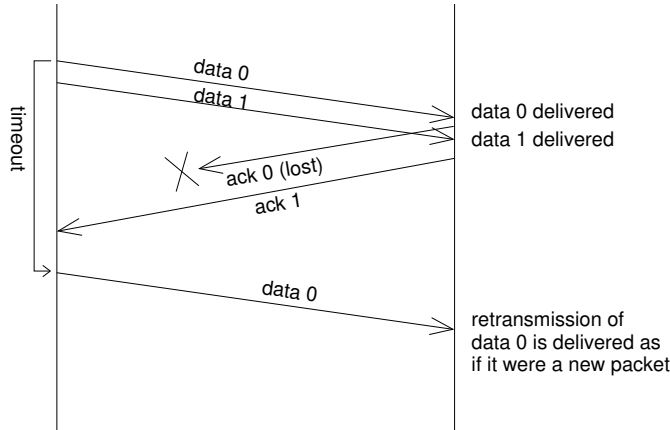 data 0
data 1
timeout
data 0 delivered
data 1 delivered
ack 0 (lost)
ack 1
data 0
retransmission of
data 0 is delivered as
if it were a new packet